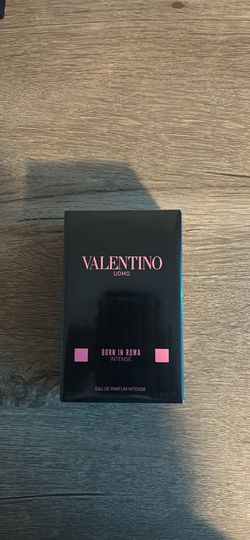 VALENTINO
UOMO
BORN IN ROMA
INTENSE
EAU DE PARFUM INTENSE